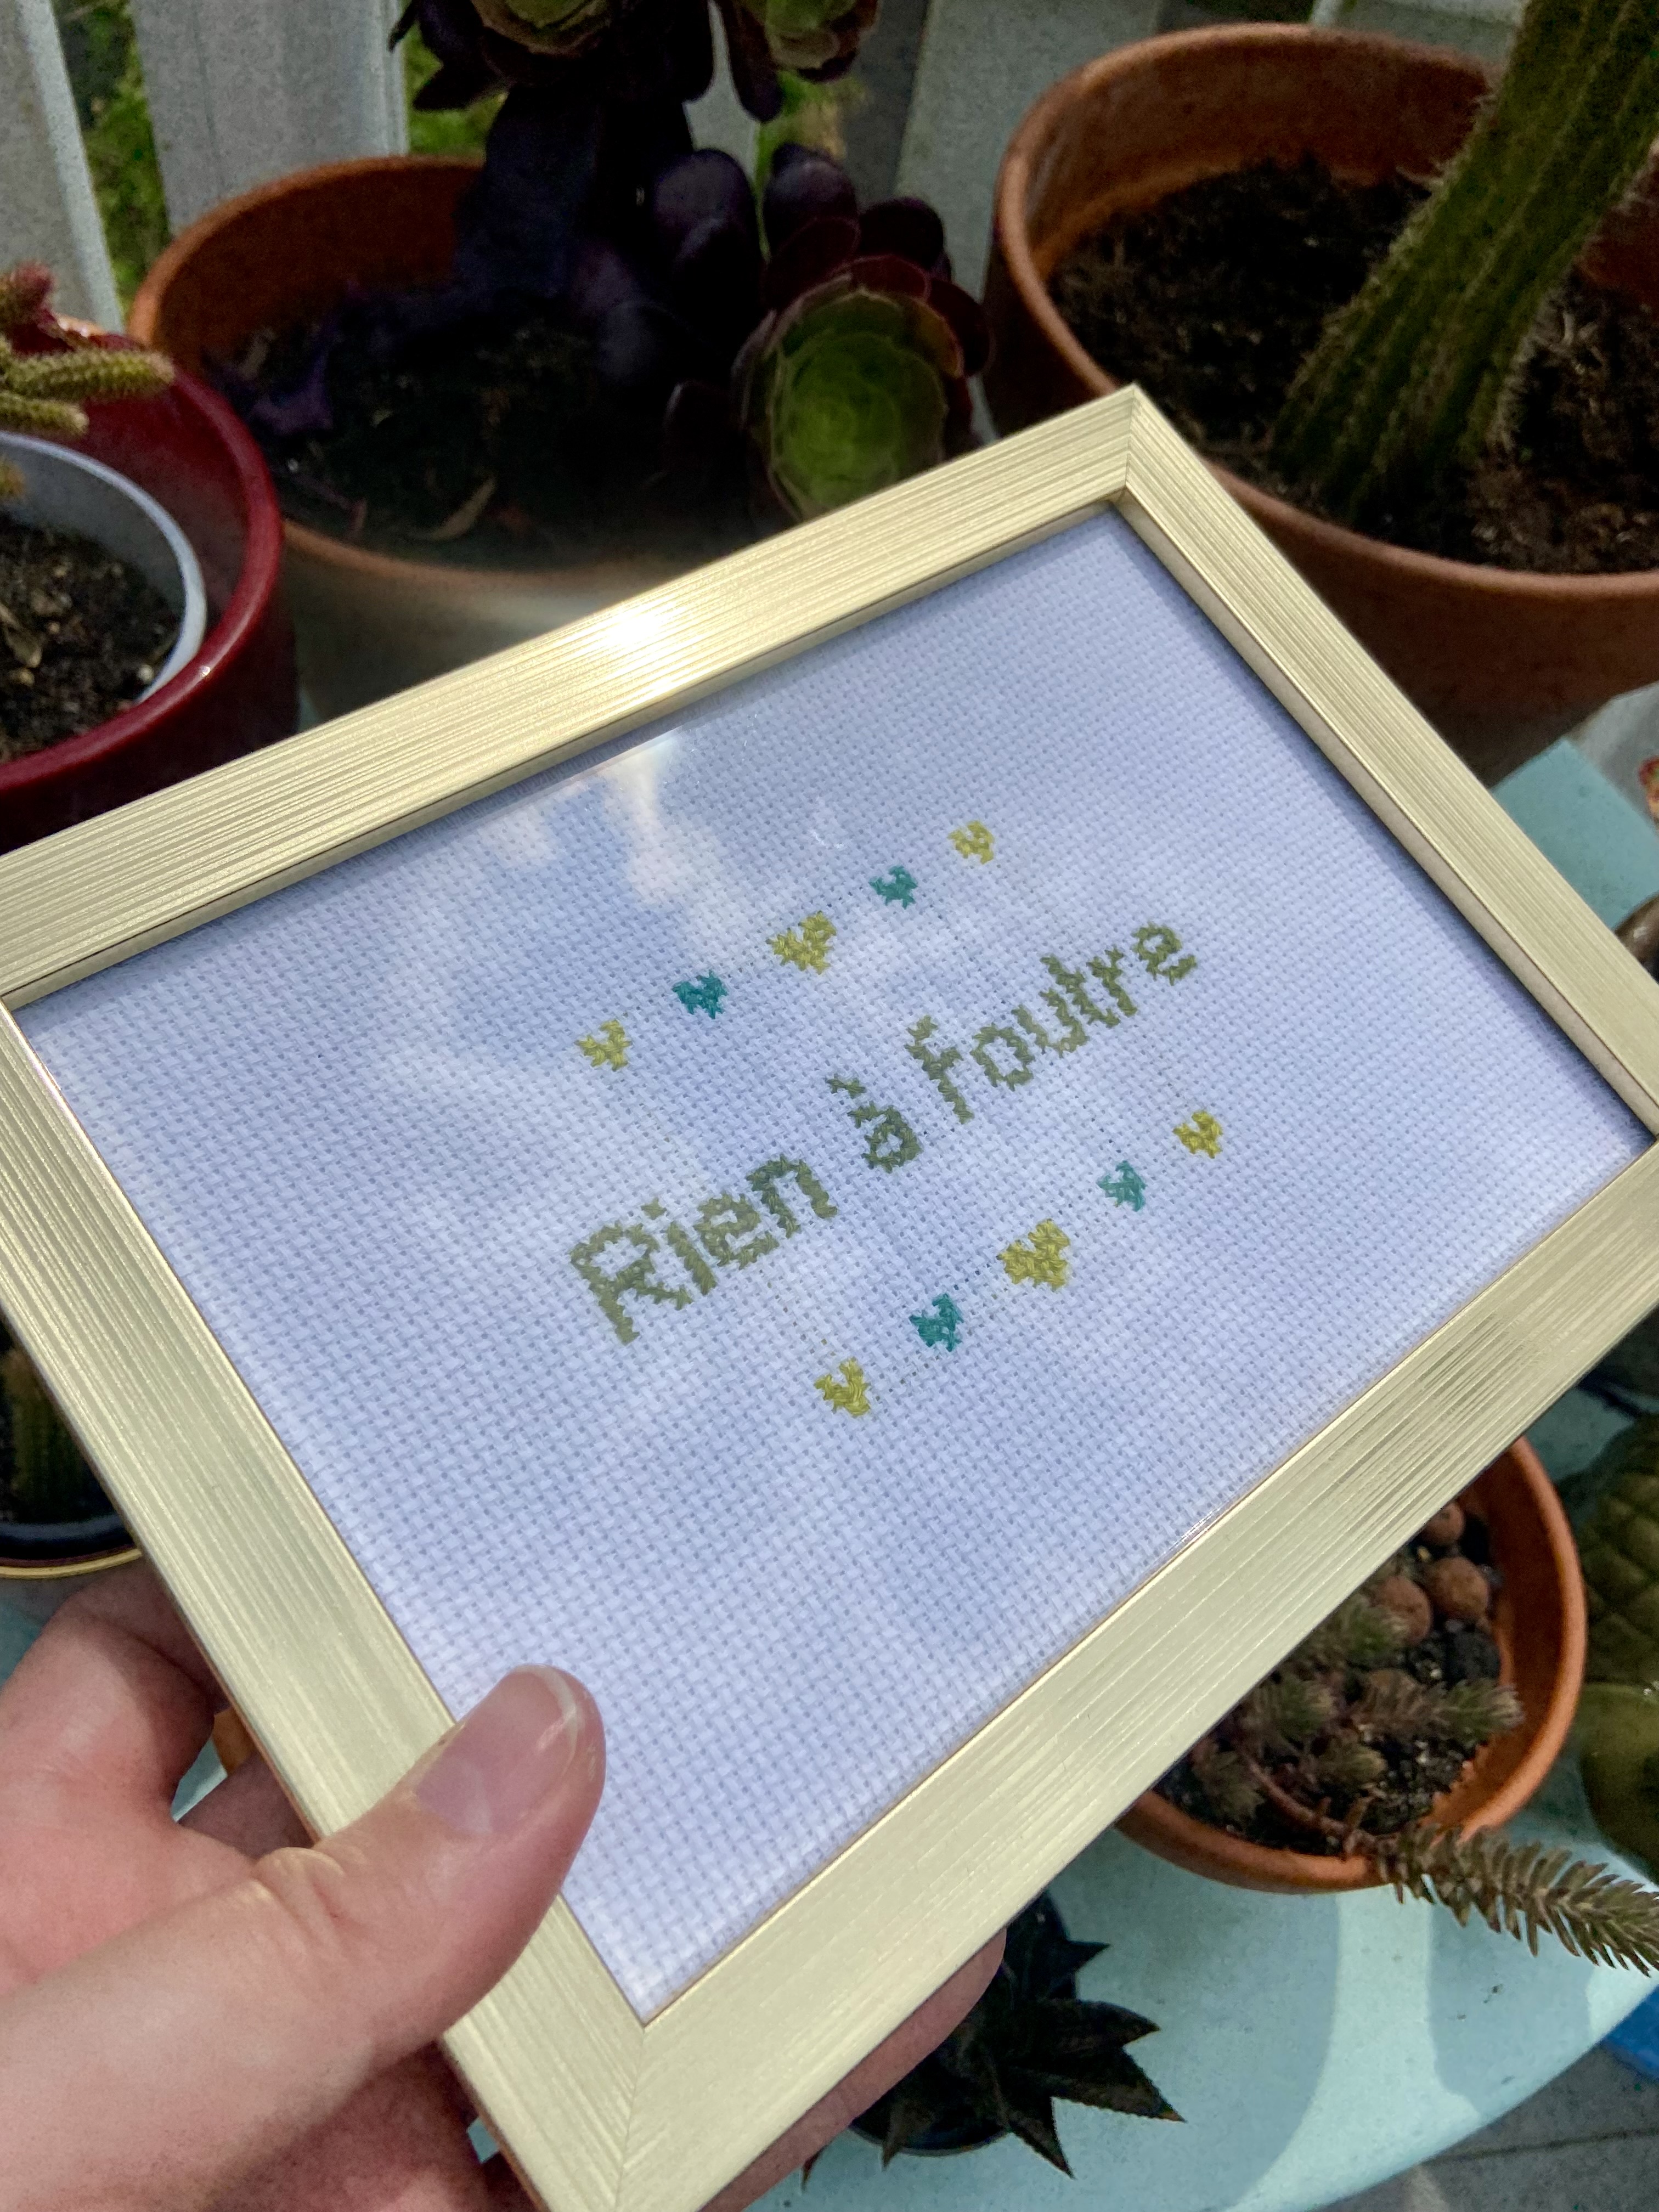 Rien à foutre